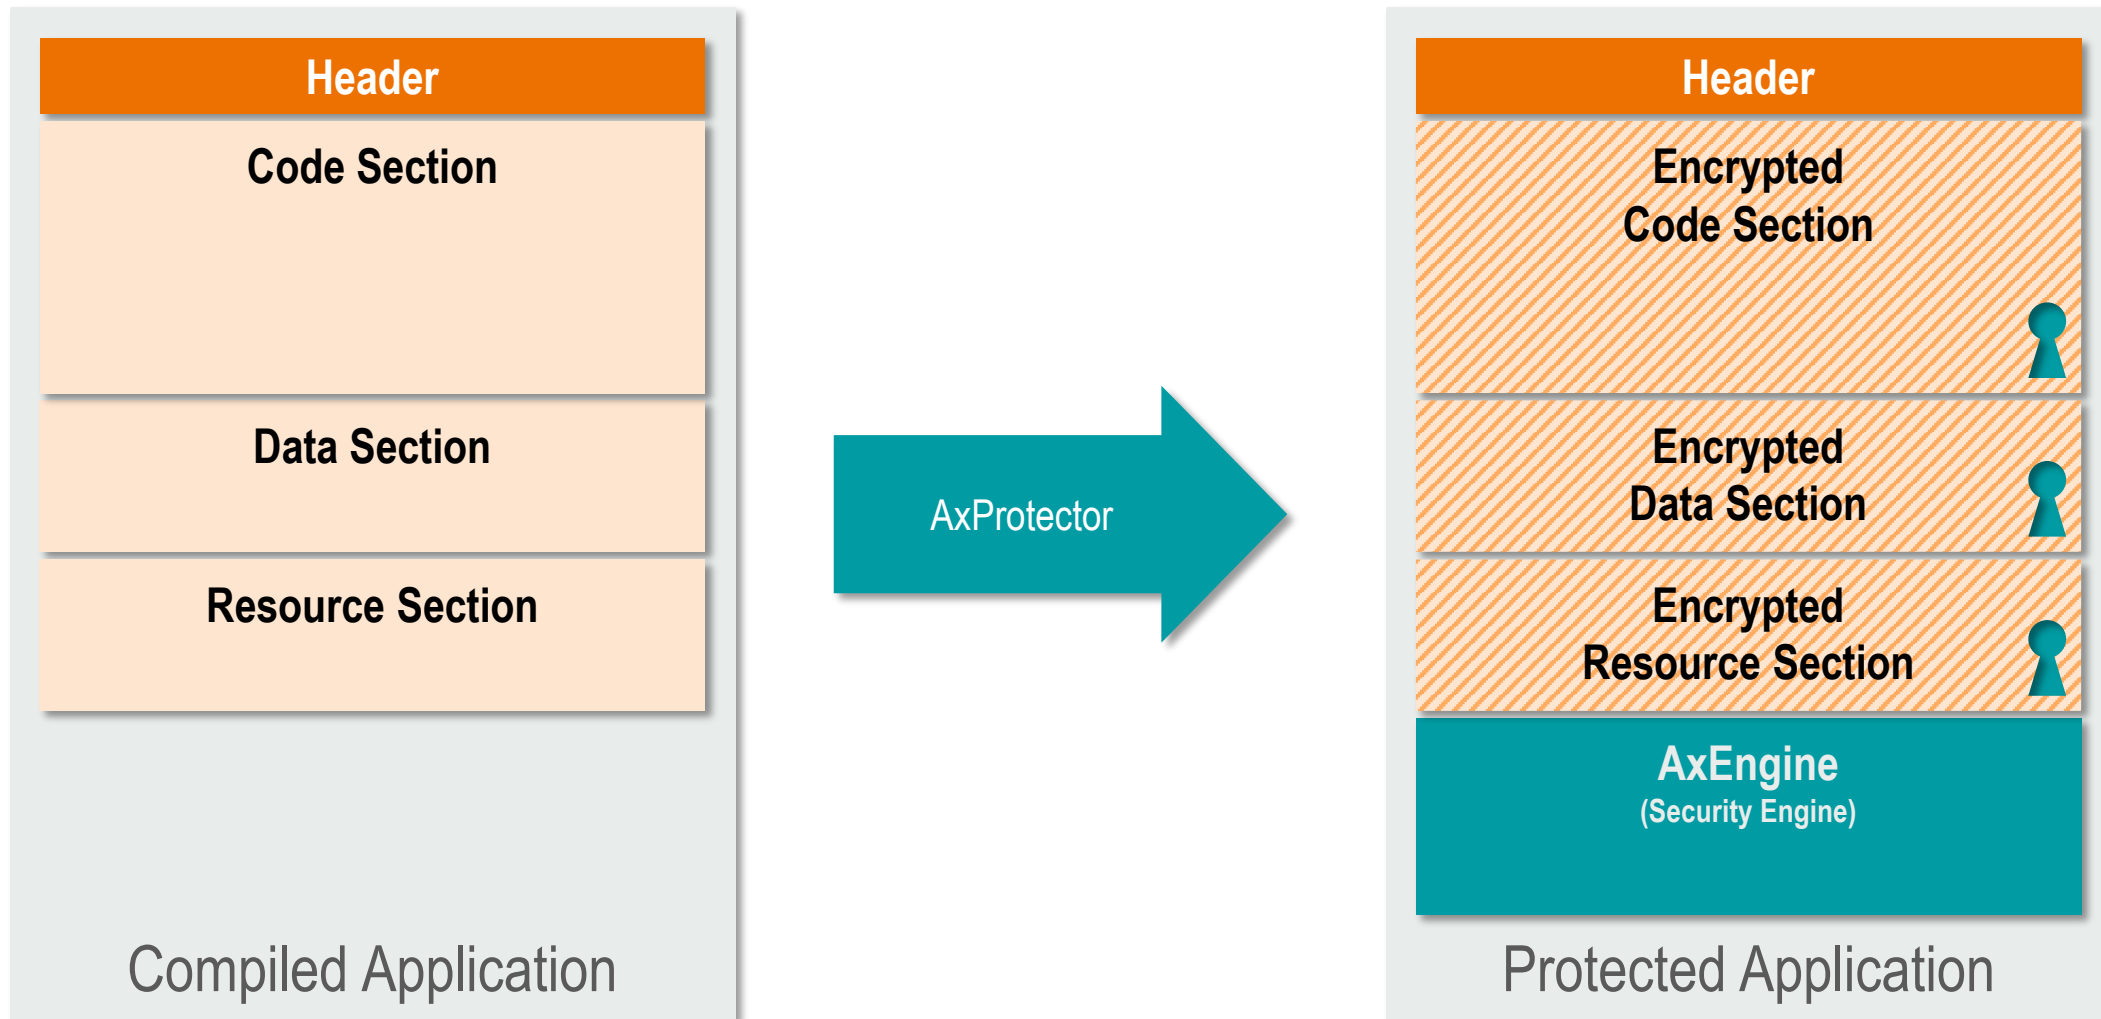 Header
Code Section
Data Section
Resource Section
Compiled Application
AxProtector
Header
Encrypted
Code Section
Encrypted
Data Section
Encrypted
Resource Section
AxEngine
(Security Engine)
Protected Application